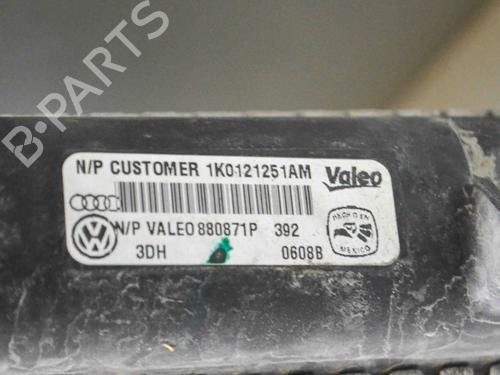 B-PARTS
N/P CUSTOMER 1K0121251AM Valeo
N/P VALEO 880871P 392
3DH 0608B
HECHO EN
MEXICO